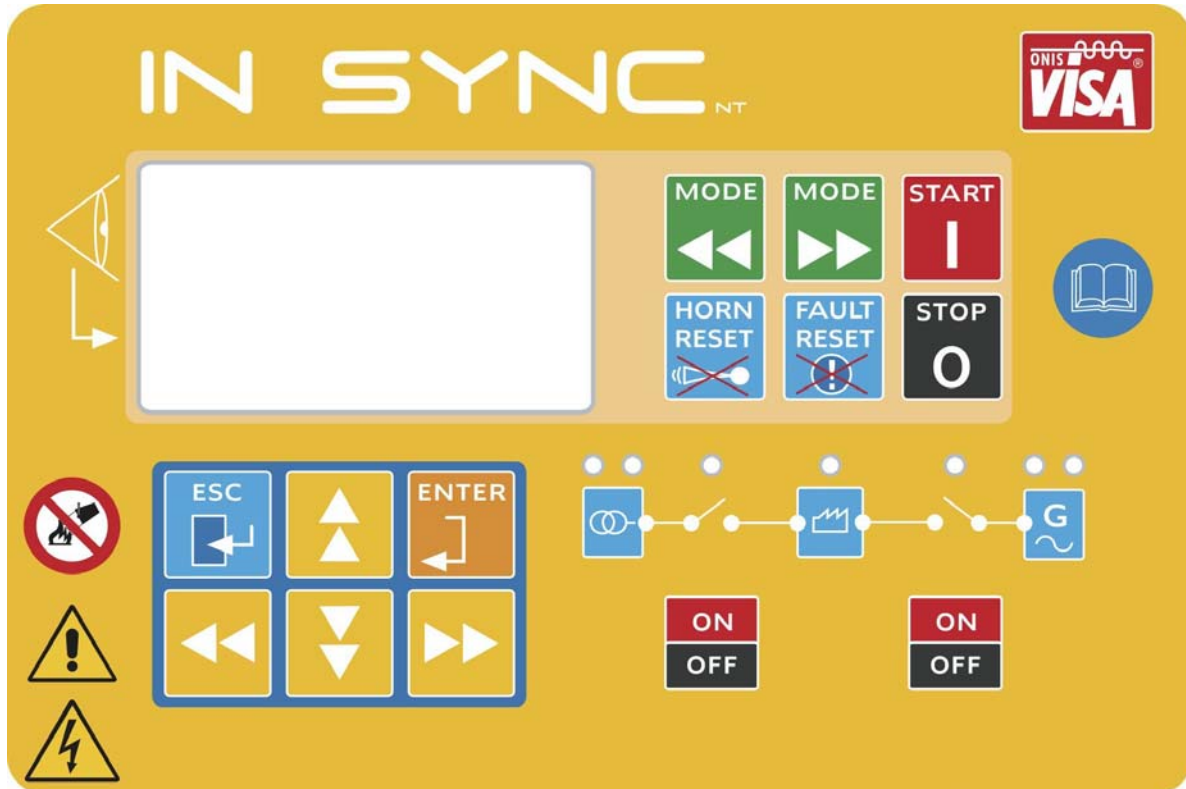 IN SYNC NT
ONIS
VISA®
MODE
MODE
START
I
HORN
RESET
FAULT
RESET
!
STOP
O
ESC
ENTER
G
ON
OFF
ON
OFF